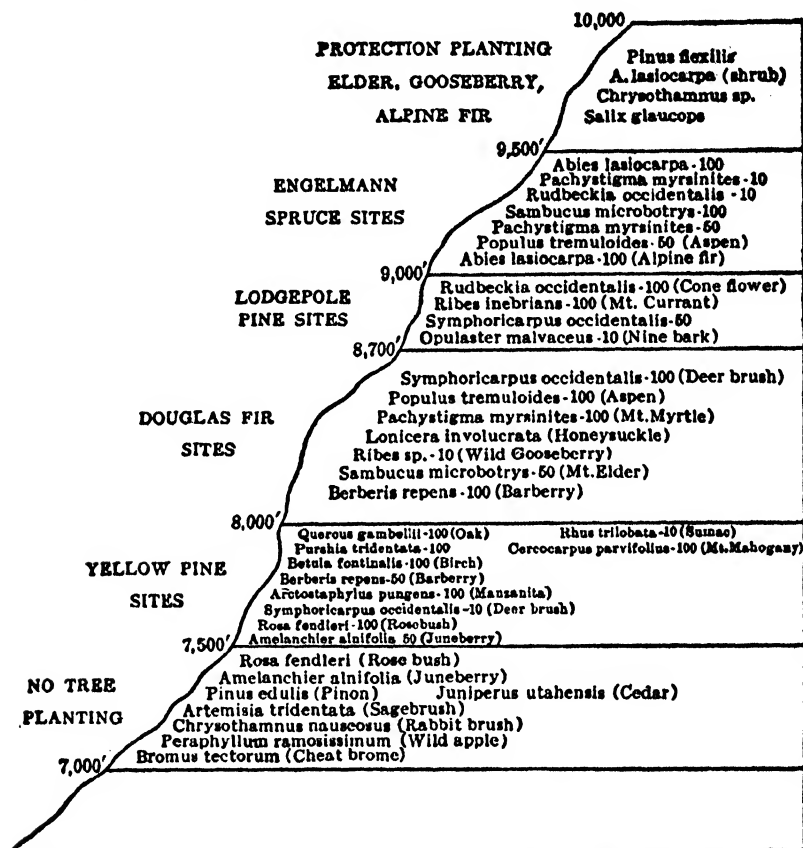 10,000
PROTECTION PLANTING
ELDER, GOOSEBERRY,
ALPINE FIR
Pinus flexilis
A. lasiocarpa (shrub)
Chrysothamnus sp.
Salix glaucops
9,500'
ENGELMANN
SPRUCE SITES
Abies lasiocarpa-100
Pachystigma myrsinites-10
Rudbeckia occidentalis -10
Sambucus microbotrys-100
Pachystigma myrsinites-50
Populus tremuloides-50 (Aspen)
Abies lasiocarpa-100 (Alpine fir)
9,000'
LODGEPOLE
PINE SITES
Rudbeckia occidentalis-100 (Cone flower)
Ribes inebrians-100 (Mt. Currant)
Symphoricarpus occidentalis-50
Opulaster malvaceus-10 (Nine bark)
8,700'
DOUGLAS FIR
SITES
Symphoricarpus occidentalis-100 (Deer brush)
Populus tremuloides-100 (Aspen)
Pachystigma myrsinites-100 (Mt.Myrtle)
Lonicera involucrata (Honeysuckle)
Ribes sp.-10 (Wild Gooseberry)
Sambucus microbotrys-50 (Mt.Elder)
Berberis repens-100 (Barberry)
8,000'
YELLOW PINE
SITES
Quercus gambellii-100 (Oak) Rhus trilobata-10 (Sumac)
Purshia tridentata-100 Cercocarpus parvifolius-100 (Mt.Mahogany)
Betula fontinalis-100 (Birch)
Berberis repens-50 (Barberry)
Arctostaphylus pungens-100 (Manzanita)
Symphoricarpus occidentalis-10 (Deer brush)
Rosa fendleri-100 (Rosebush)
Amelanchier alnifolia 50 (Juneberry)
7,500'
NO TREE
PLANTING
Rosa fendleri (Rose bush)
Amelanchier alnifolia (Juneberry)
Pinus edulis (Pinon) Juniperus utahensis (Cedar)
Artemisia tridentata (Sagebrush)
Chrysothamnus nauseosus (Rabbit brush)
Peraphyllum ramosissimum (Wild apple)
Bromus tectorum (Cheat brome)
7,000'